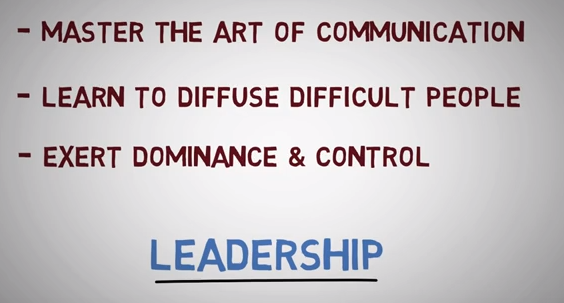 - MASTER THE ART OF COMMUNICATION
- LEARN TO DIFFUSE DIFFICULT PEOPLE
- EXERT DOMINANCE & CONTROL
LEADERSHIP